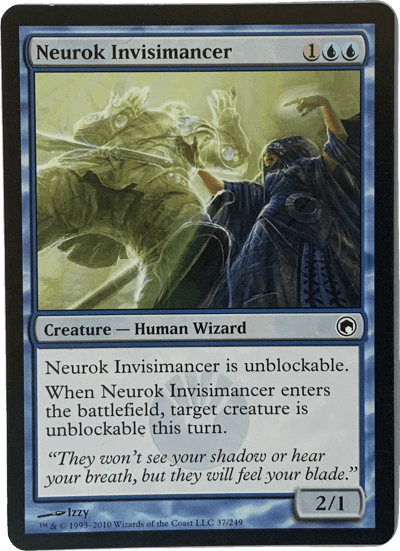 Neurok Invisimancer 1
Creature — Human Wizard
Neurok Invisimancer is unblockable.
When Neurok Invisimancer enters
the battlefield, target creature is
unblockable this turn.
“They won’t see your shadow or hear
your breath, but they will feel your blade.”
Izzy
2/1
™ & © 1993–2010 Wizards of the Coast LLC 37/249